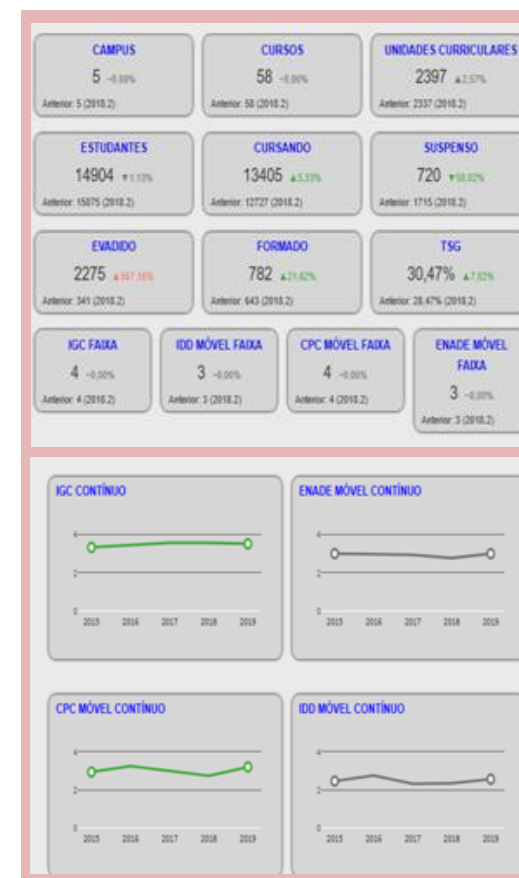 CAMPUS
5 -0,00%
Anterior: 5 (2018.2)
CURSOS
58 -0,00%
Anterior: 58 (2018.2)
UNIDADES CURRICULARES
2397 ▲2,57%
Anterior: 2337 (2018.2)
ESTUDANTES
14904 ▼1,13%
Anterior: 15075 (2018.2)
CURSANDO
13405 ▲5,33%
Anterior: 12727 (2018.2)
SUSPENSO
720 ▼58,02%
Anterior: 1715 (2018.2)
EVADIDO
2275 ▲567,16%
Anterior: 341 (2018.2)
FORMADO
782 ▲21,62%
Anterior: 643 (2018.2)
TSG
30,47% ▲7,02%
Anterior: 28.47% (2018.2)
IGC FAIXA
4 -0,00%
Anterior: 4 (2018.2)
IDD MÓVEL FAIXA
3 -0,00%
Anterior: 3 (2018.2)
CPC MÓVEL FAIXA
4 -0,00%
Anterior: 4 (2018.2)
ENADE MÓVEL
FAIXA
3 -0,00%
Anterior: 3 (2018.2)
IGC CONTÍNUO
4
2
0
2015 2016 2017 2018 2019
ENADE MÓVEL CONTÍNUO
4
2
0
2015 2016 2017 2018 2019
CPC MÓVEL CONTÍNUO
4
2
0
2015 2016 2017 2018 2019
IDD MÓVEL CONTÍNUO
4
2
0
2015 2016 2017 2018 2019